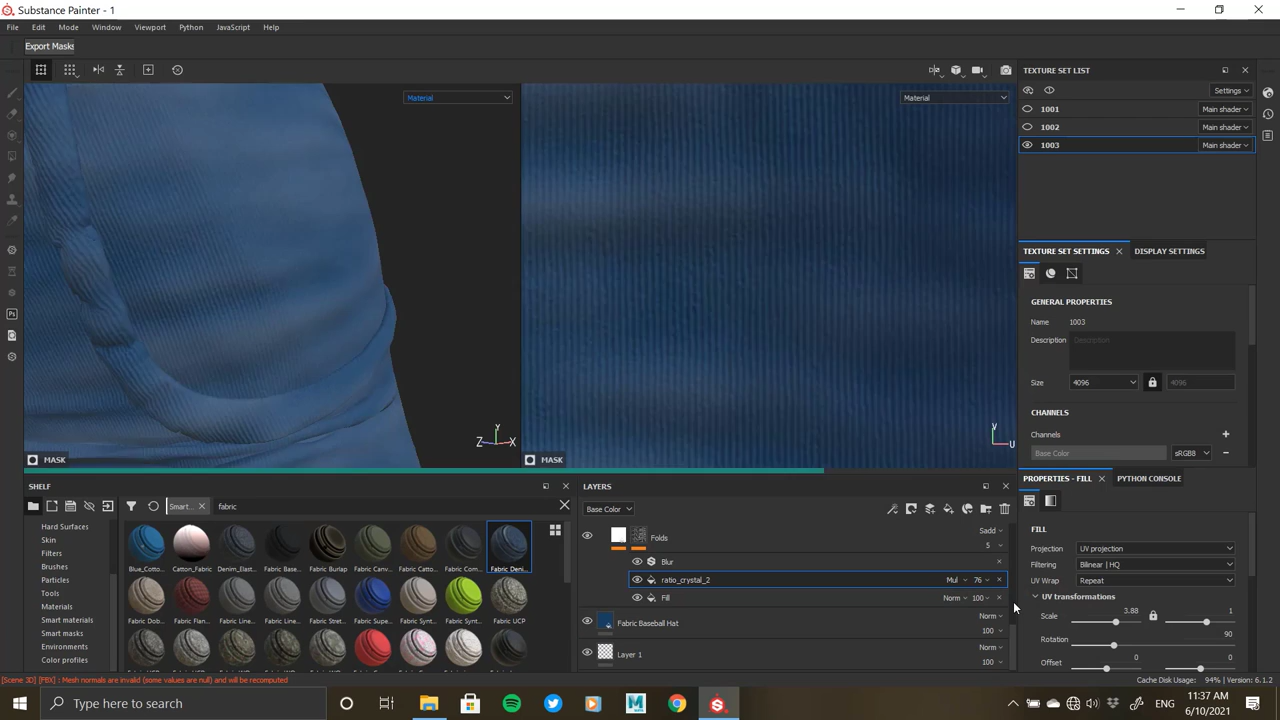 Substance Painter - 1
File Edit Mode Window Viewport Python JavaScript Help
Export Masks
Material
Material
Z Y X
V U
MASK
MASK
TEXTURE SET LIST
Settings
1001 Main shader
1002 Main shader
1003 Main shader
TEXTURE SET SETTINGS DISPLAY SETTINGS
GENERAL PROPERTIES
Name 1003
Description Description
Size 4096 4096
CHANNELS
Channels
Base Color sRGB8
SHELF
Smart... fabric
Hard Surfaces
Skin
Filters
Brushes
Particles
Tools
Materials
Smart materials
Smart masks
Environments
Color profiles
Blue_Cotto... Catton_Fabric Denim_Elast... Fabric Base... Fabric Burlap Fabric Canv... Fabric Catto... Fabric Com... Fabric Deni...
Fabric Dob... Fabric Flan... Fabric Line... Fabric Line... Fabric Stre... Fabric Supe... Fabric Synt... Fabric Synt... Fabric UCP
LAYERS
Base Color
Folds Sadd
5
Blur
ratio_crystal_2 Mul 76
Fill Norm 100
Fabric Baseball Hat Norm
100
Layer 1 Norm
100
PROPERTIES - FILL PYTHON CONSOLE
FILL
Projection UV projection
Filtering Bilinear | HQ
UV Wrap Repeat
UV transformations
Scale 3.88 1
Rotation 90
Offset 0 0
[Scene 3D] [FBX] : Mesh normals are invalid (some values are null) and will be recomputed
Cache Disk Usage: 94% | Version: 6.1.2
Type here to search
ENG
11:37 AM
6/10/2021